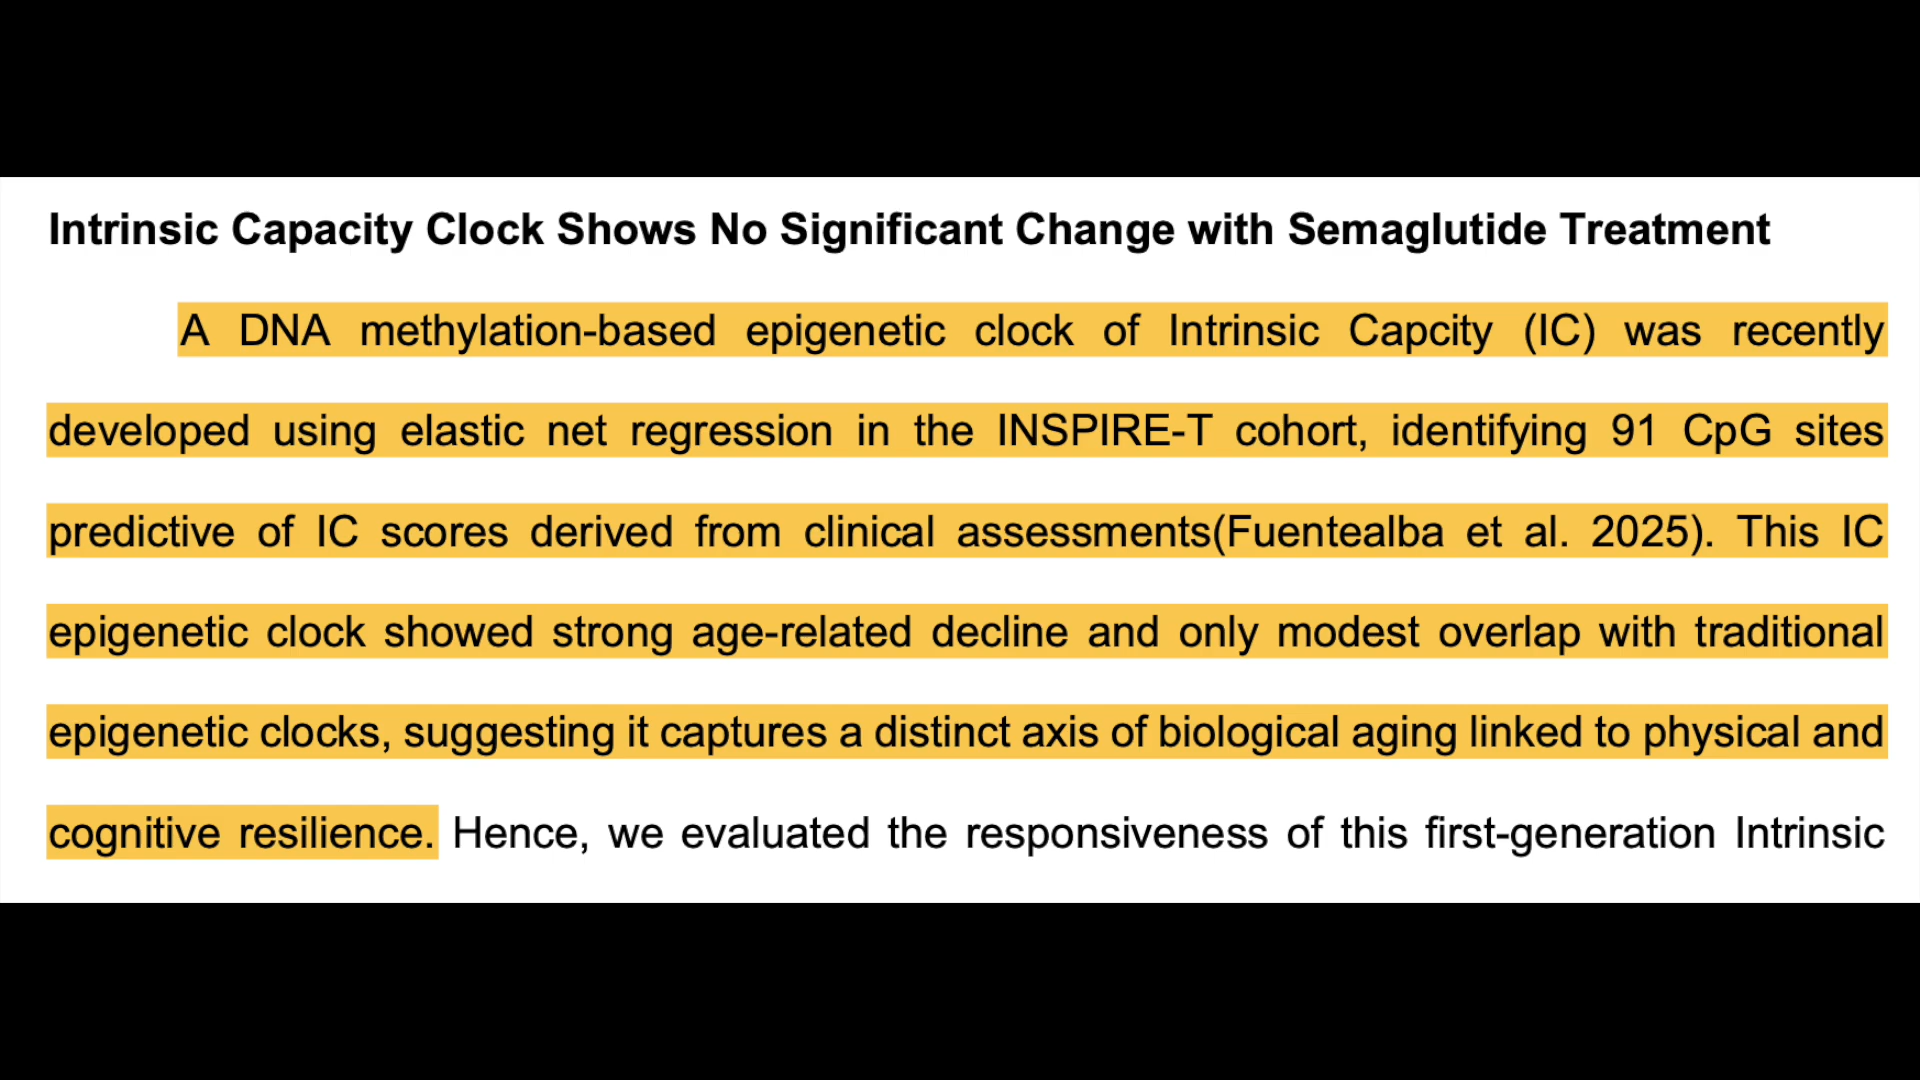 Intrinsic Capacity Clock Shows No Significant Change with Semaglutide Treatment
A DNA methylation-based epigenetic clock of Intrinsic Capcity (IC) was recently
developed using elastic net regression in the INSPIRE-T cohort, identifying 91 CpG sites
predictive of IC scores derived from clinical assessments(Fuentealba et al. 2025). This IC
epigenetic clock showed strong age-related decline and only modest overlap with traditional
epigenetic clocks, suggesting it captures a distinct axis of biological aging linked to physical and
cognitive resilience. Hence, we evaluated the responsiveness of this first-generation Intrinsic